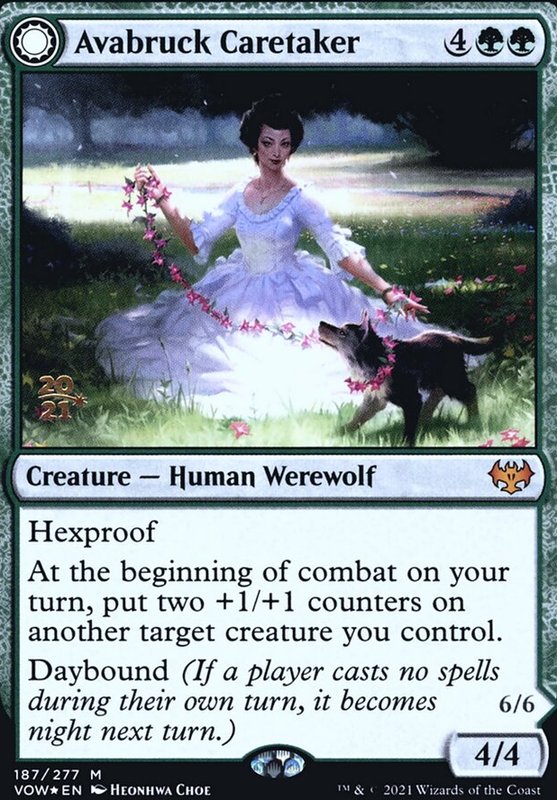 Avabruck Caretaker 4
20
21
Creature — Human Werewolf
Hexproof
At the beginning of combat on your
turn, put two +1/+1 counters on
another target creature you control.
Daybound (If a player casts no spells
during their own turn, it becomes
night next turn.)
6/6
4/4
187/277 M
VOW★EN Heonhwa Choe
™ & © 2021 Wizards of the Coast